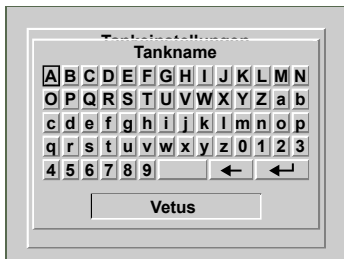 Tankeinstellungen
Tankname
A B C D E F G H I J K L M N
O P Q R S T U V W X Y Z a b
c d e f g h i j k l m n o p
q r s t u v w x y z 0 1 2 3
4 5 6 7 8 9 ← ↵
Vetus